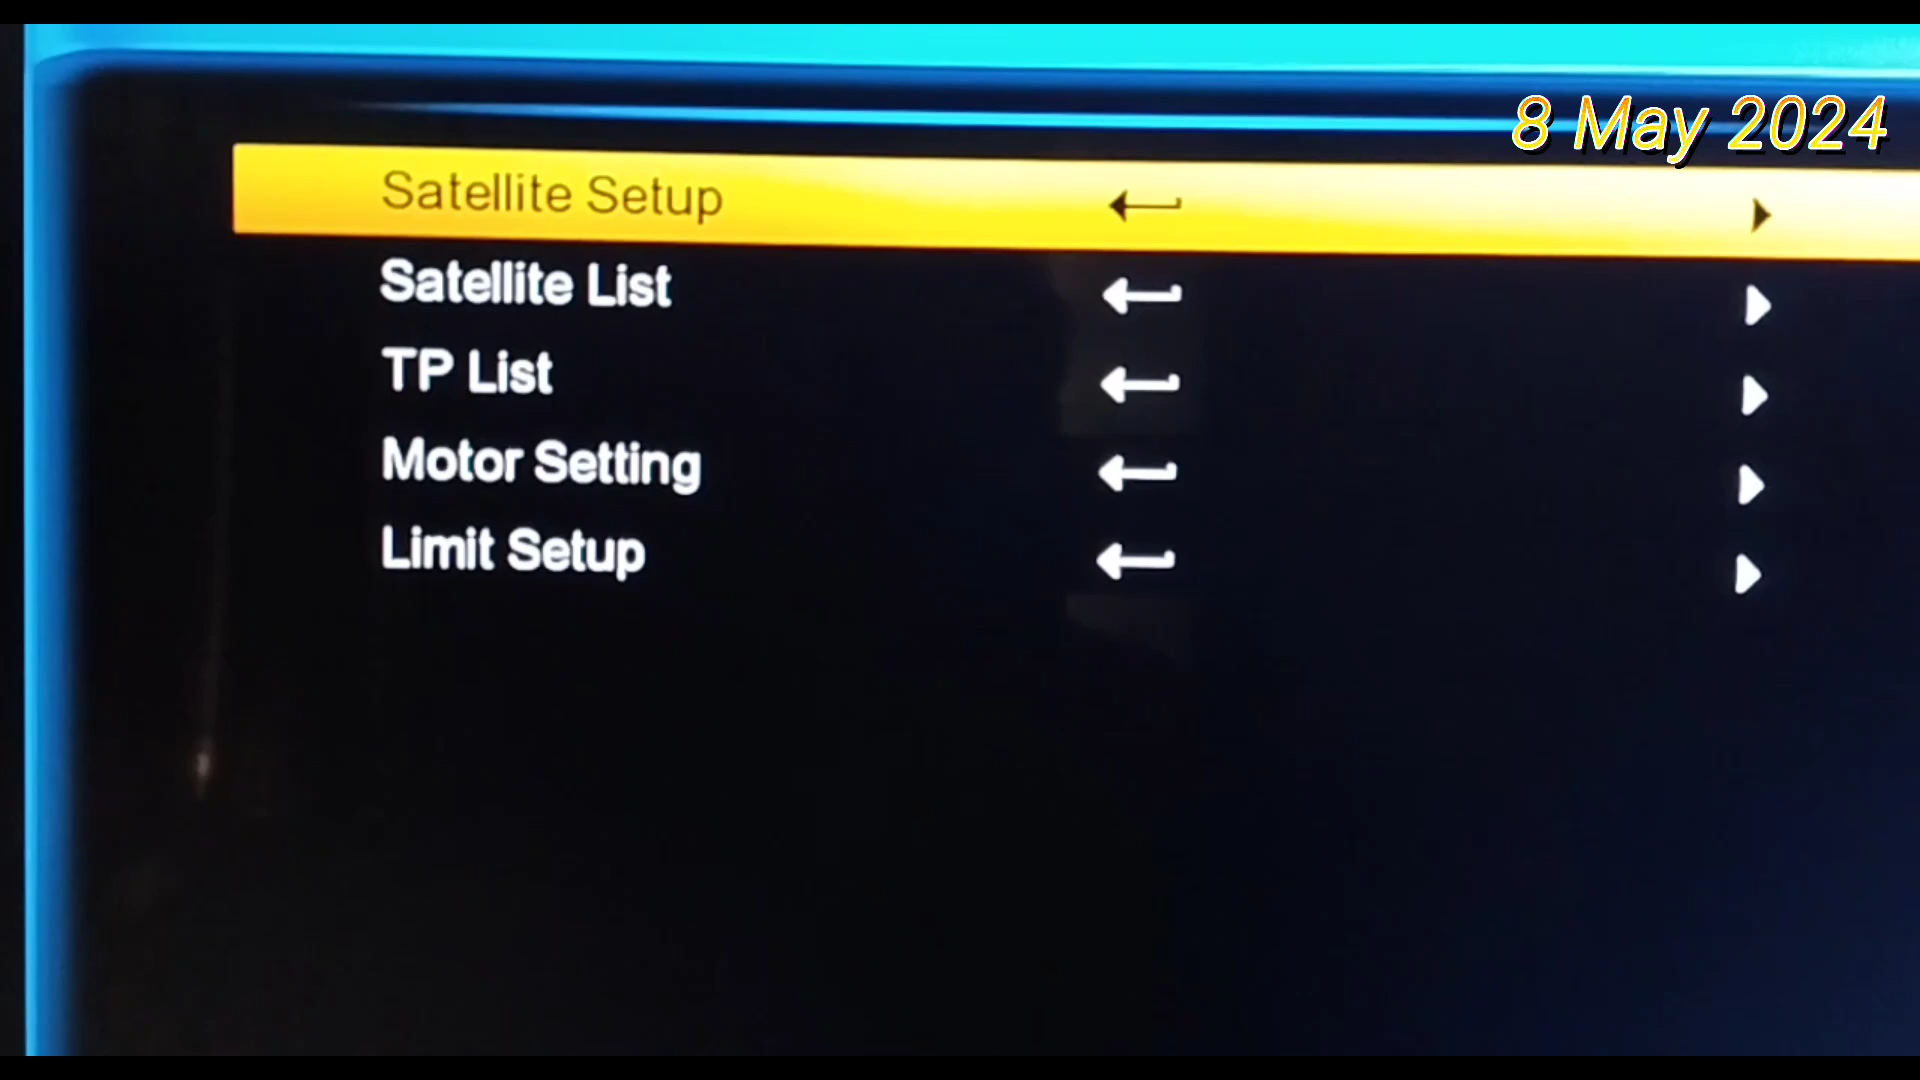 8 May 2024
Satellite Setup
Satellite List
TP List
Motor Setting
Limit Setup